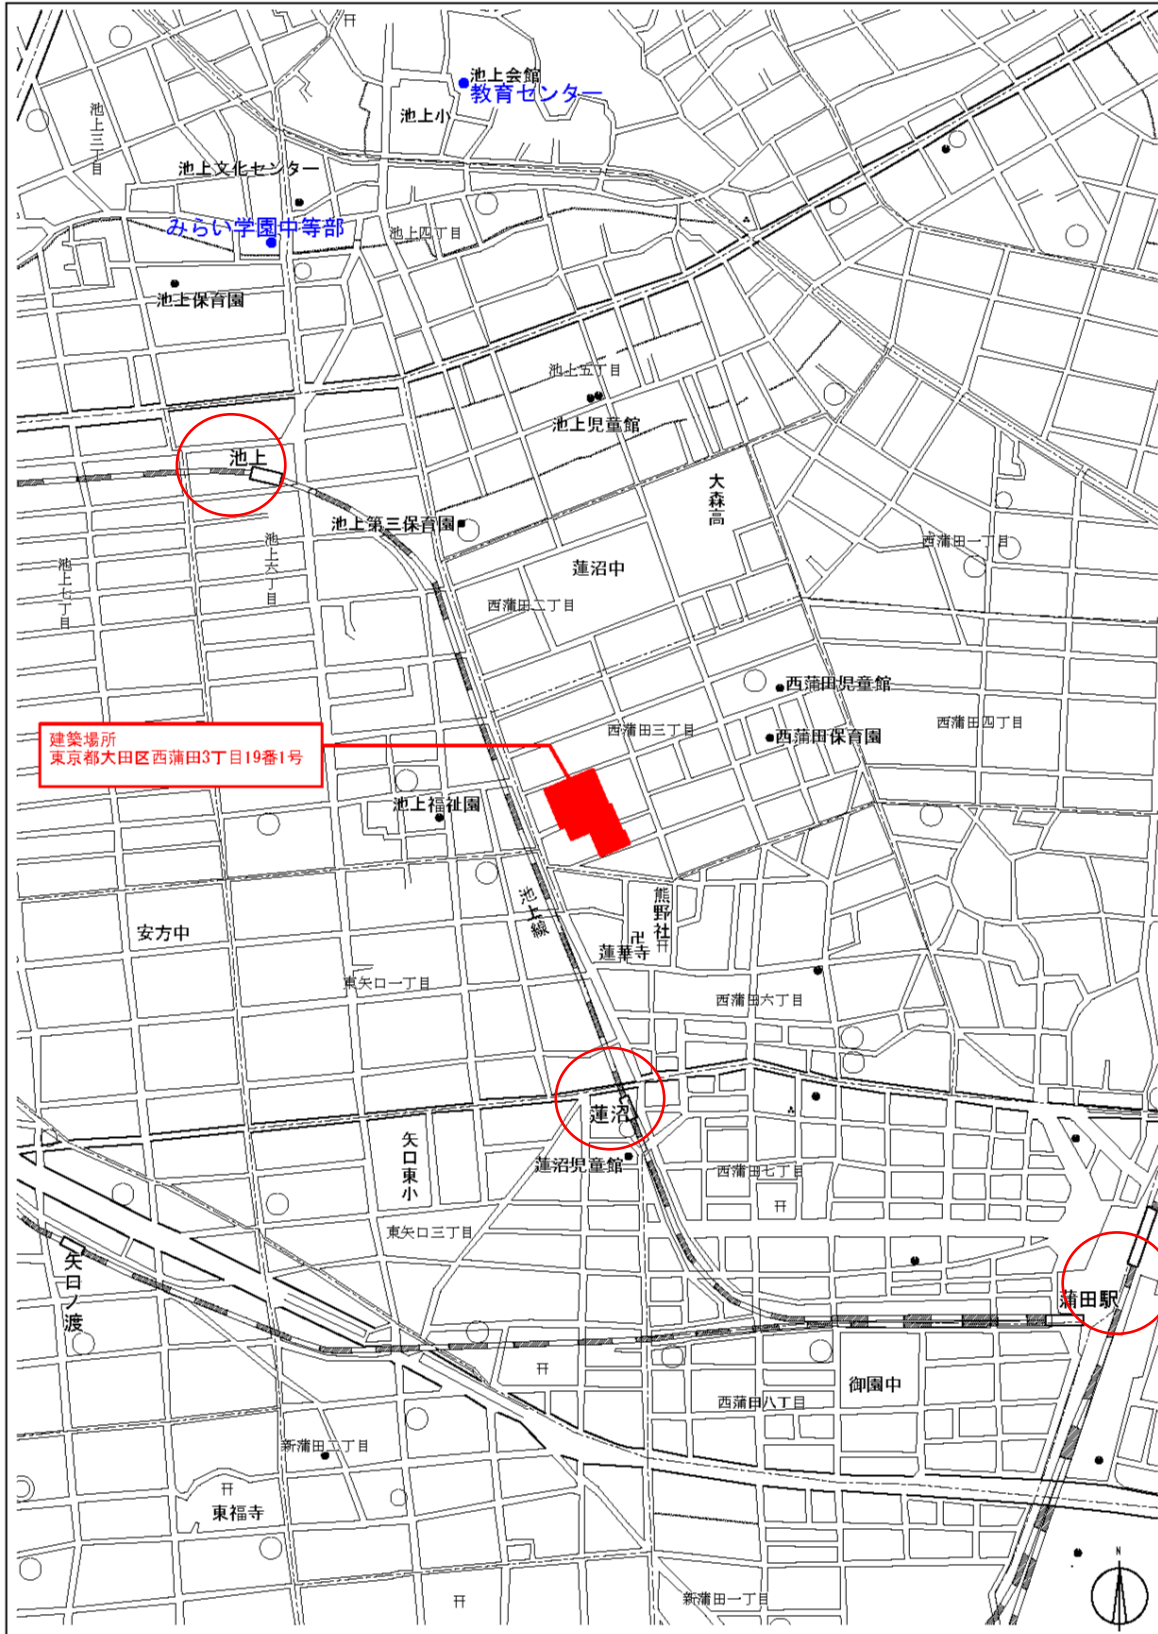 池上会館
教育センター
池上小
池上三丁目
池上文化センター
みらい学園中等部
池上四丁目
池上保育園
池上五丁目
池上児童館
池上
大森高
池上第三保育園
西蒲田一丁目
池上六丁目
池上七丁目
蓮沼中
西蒲田二丁目
西蒲田児童館
西蒲田三丁目
西蒲田四丁目
西蒲田保育園
建築場所
東京都大田区西蒲田3丁目19番1号
池上福祉園
池上線
熊野社
安方中
蓮華寺
東矢口一丁目
西蒲田六丁目
蓮沼
矢口東小
蓮沼児童館
西蒲田七丁目
東矢口三丁目
矢口ノ渡
蒲田駅
御園中
西蒲田八丁目
新蒲田二丁目
東福寺
新蒲田一丁目
N